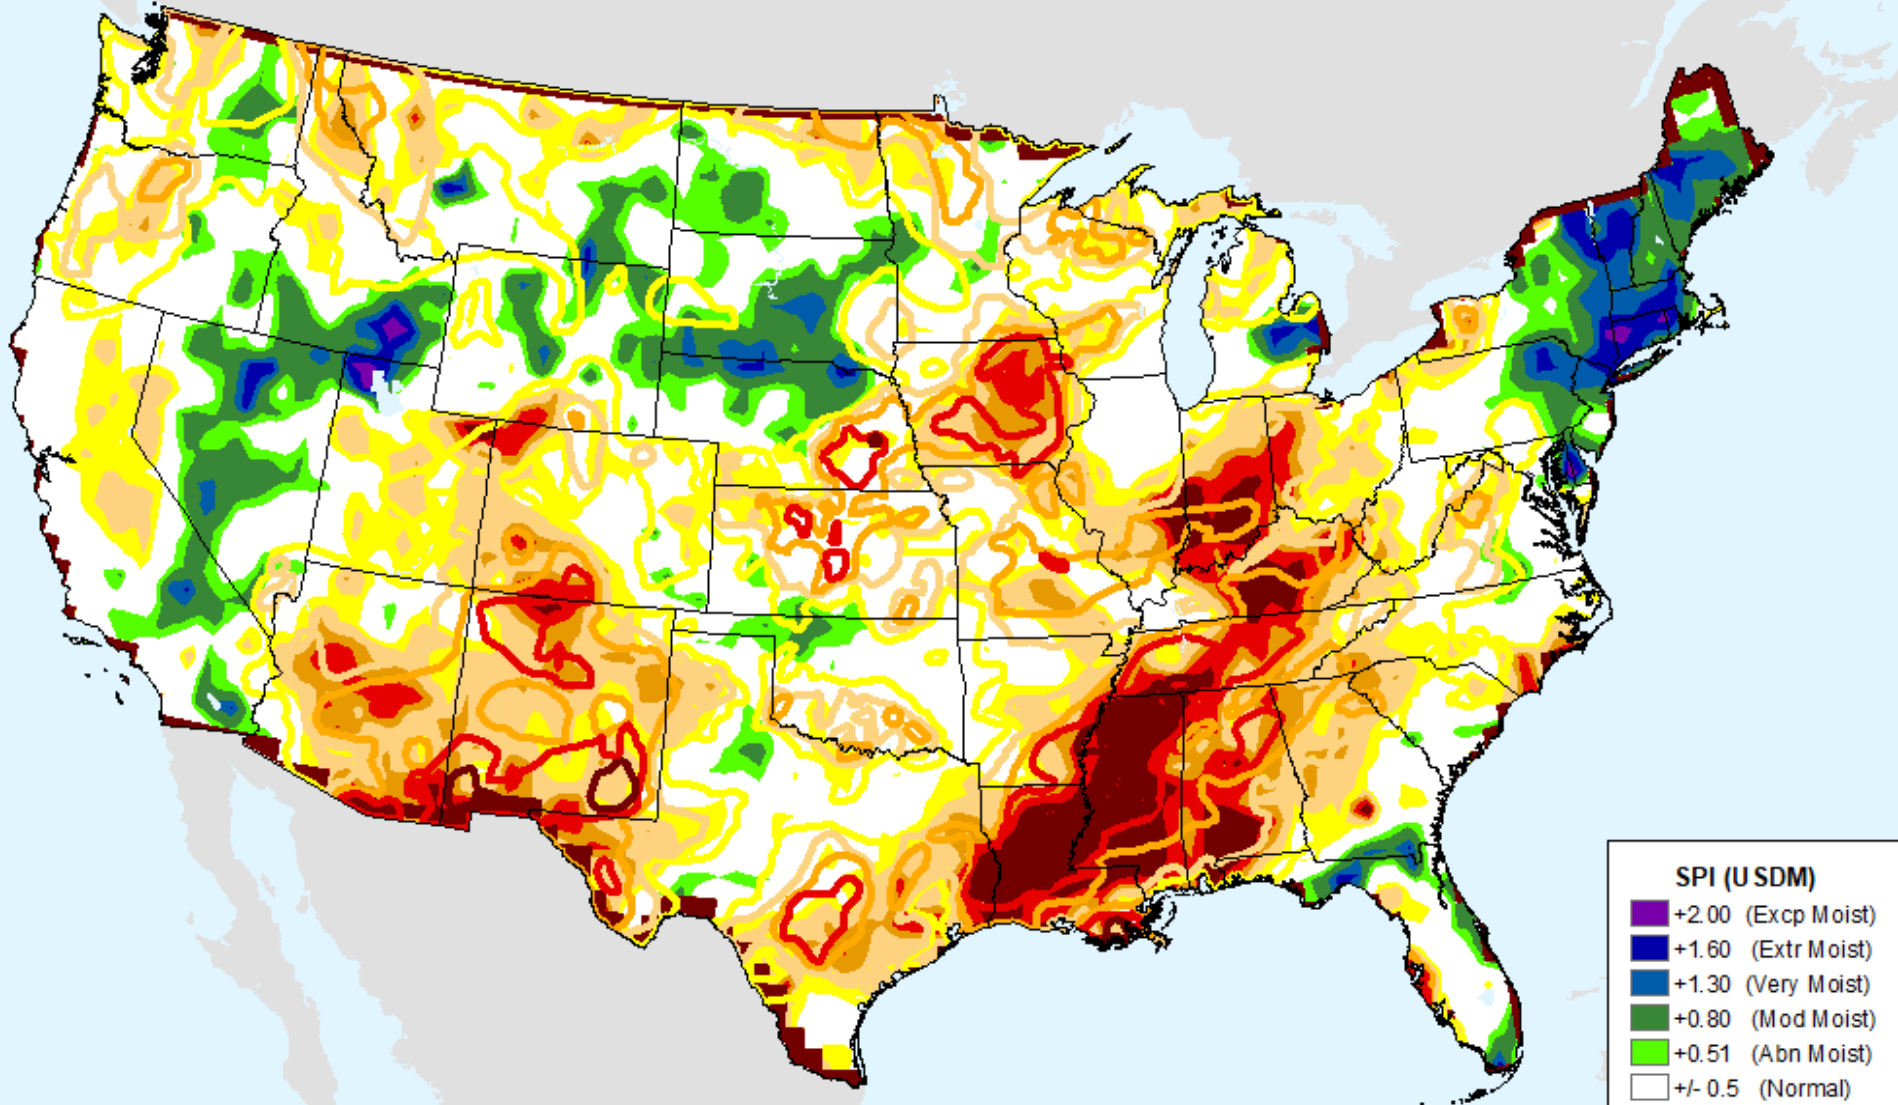 SPI (USDM)
+2.00 (Excp Moist)
+1.60 (Extr Moist)
+1.30 (Very Moist)
+0.80 (Mod Moist)
+0.51 (Abn Moist)
+/- 0.5 (Normal)